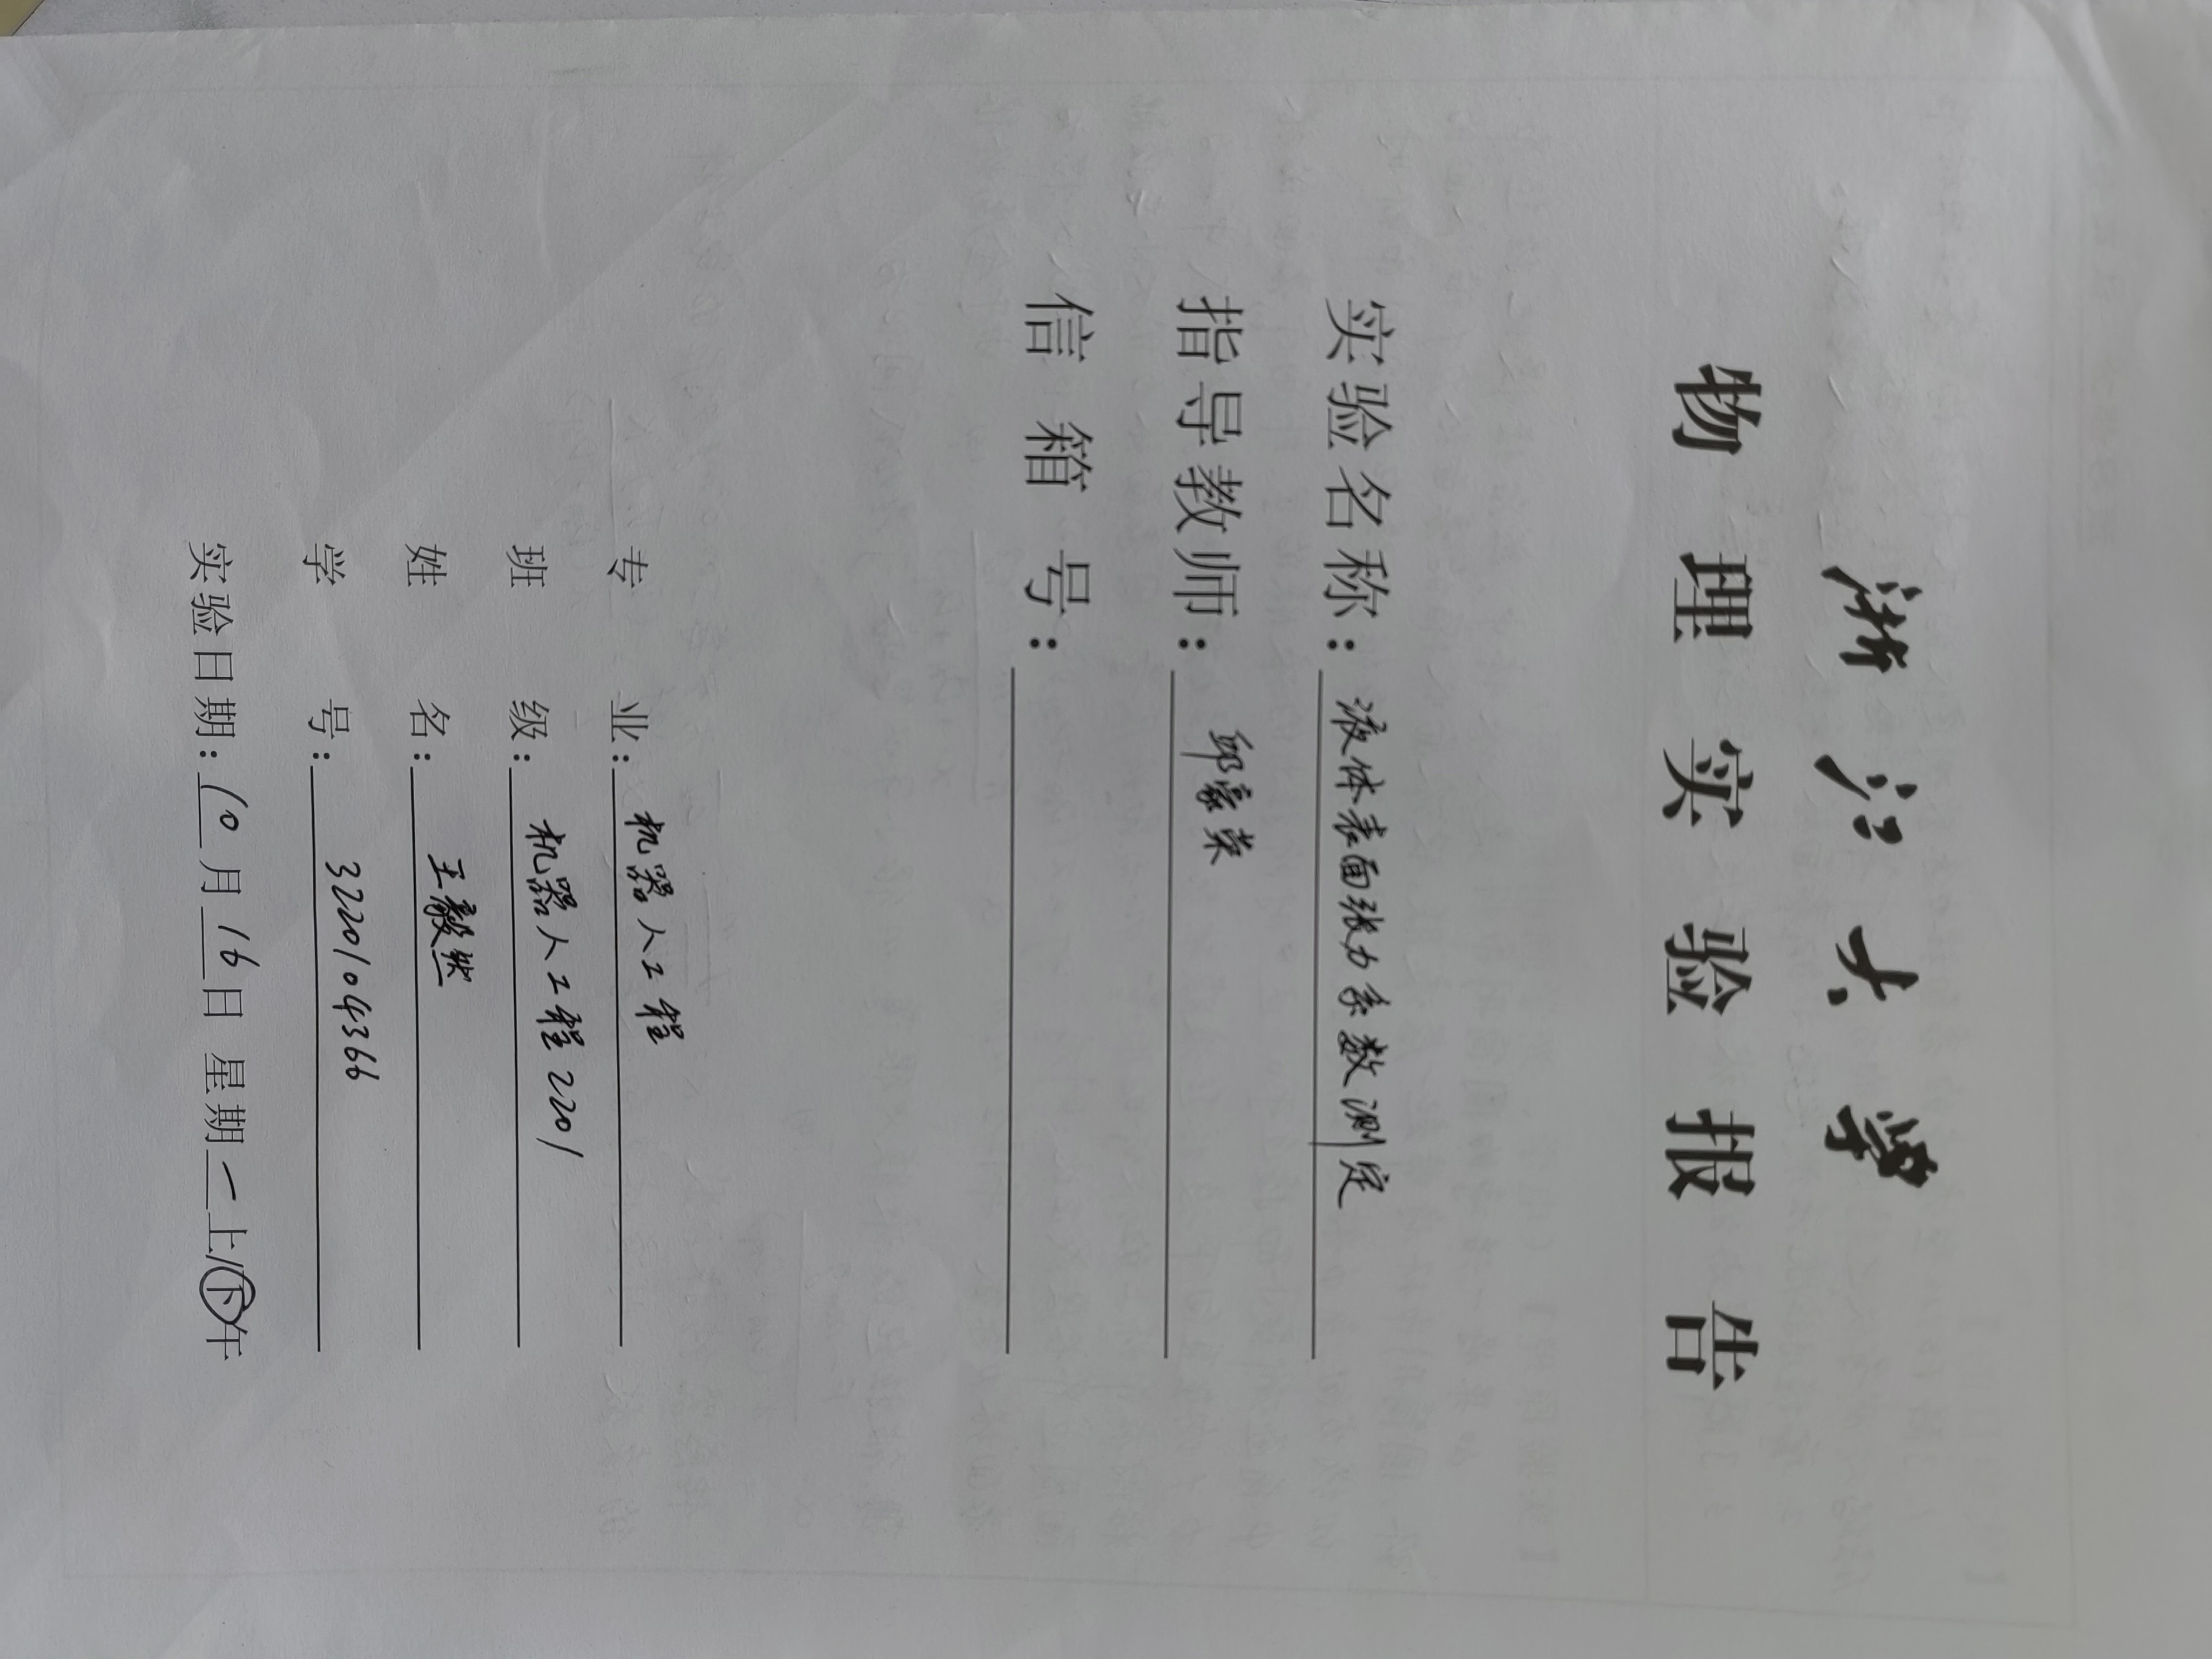 浙江大学
物理实验报告
实验名称：液体表面张力系数测定
指导教师：邱豪荣
信箱号：
专业：机器人工程
班级：机器人工程2201
姓名：王毅然
学号：3220104366
实验日期：10月16日 星期一上/下午